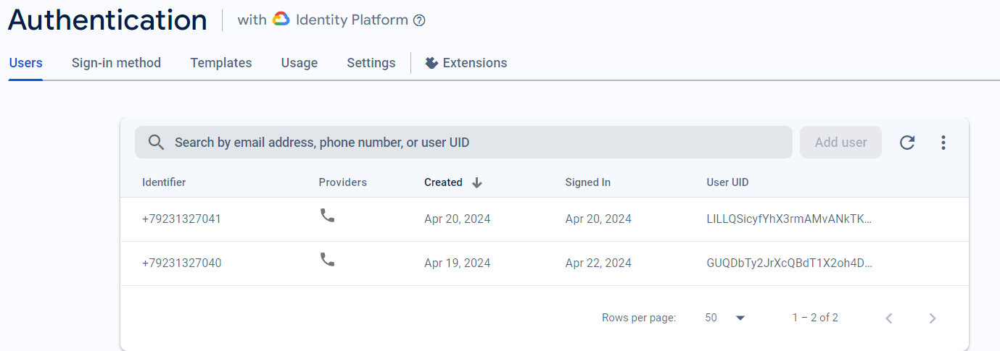 Authentication with Identity Platform
Users Sign-in method Templates Usage Settings Extensions
Search by email address, phone number, or user UID Add user
Identifier Providers Created Signed In User UID
+79231327041 Apr 20, 2024 Apr 20, 2024 LILLQSicyfYhX3rmAMvANkTK...
+79231327040 Apr 19, 2024 Apr 22, 2024 GUQDbTy2JrXcQBdT1X2oh4D...
Rows per page: 50 1 – 2 of 2